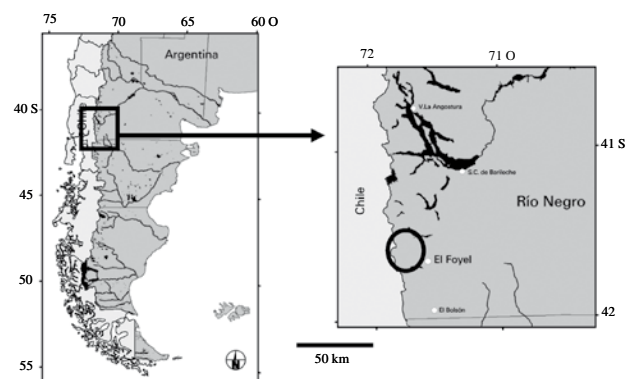 75
70
65
60 O
Argentina
40 S
Chile
45
50
55
N
72
71 O
V.La Angostura
41 S
S.C. de Bariloche
Chile
Río Negro
El Foyel
El Bolsón
42
50 km